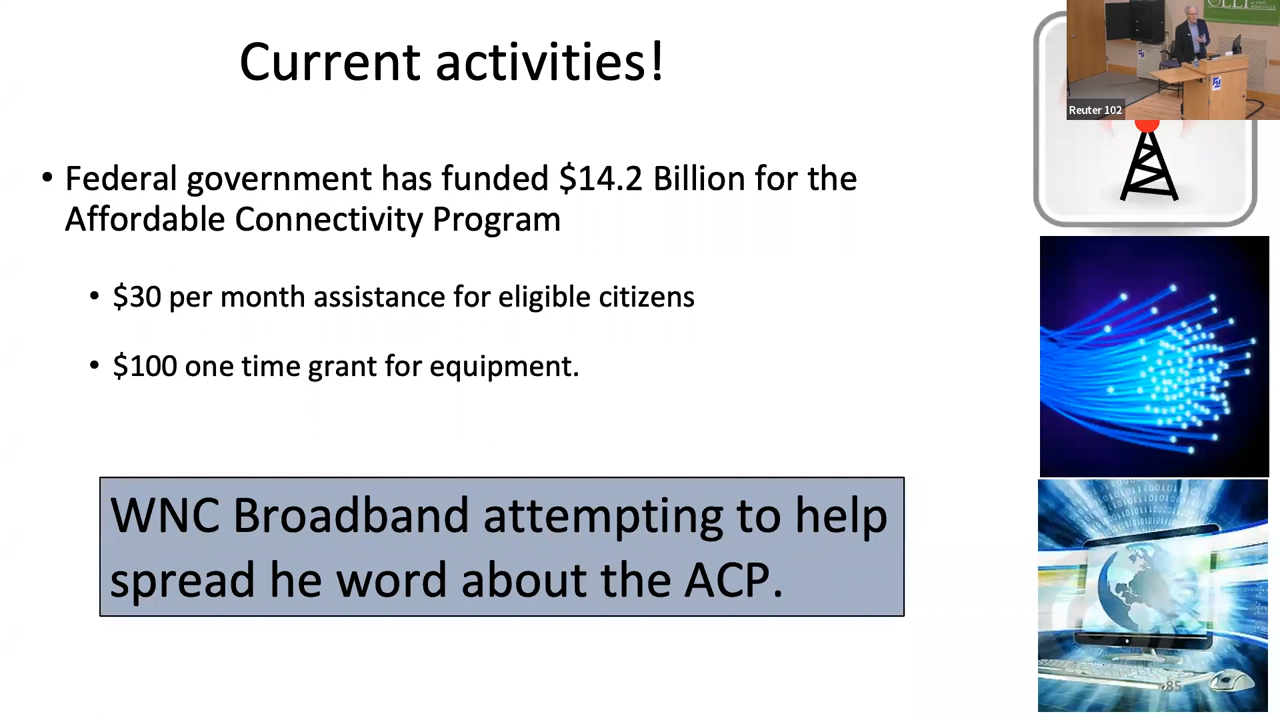 Current activities!
• Federal government has funded $14.2 Billion for the
Affordable Connectivity Program
• $30 per month assistance for eligible citizens
• $100 one time grant for equipment.
WNC Broadband attempting to help
spread he word about the ACP.
Reuter 102
85